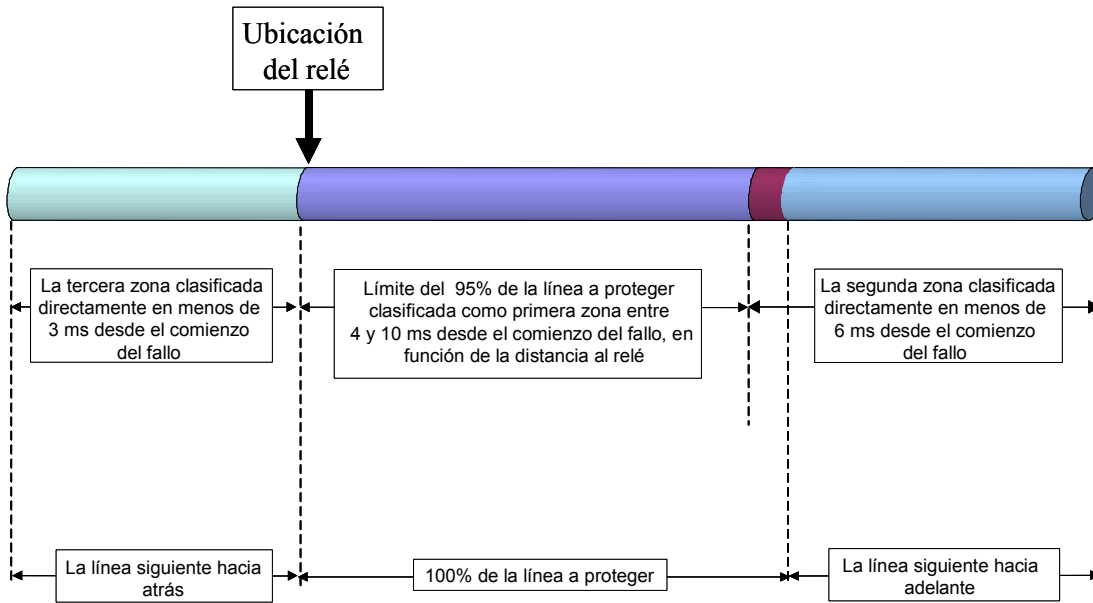 Ubicación
del relé
La tercera zona clasificada
directamente en menos de
3 ms desde el comienzo
del fallo
Límite del 95% de la línea a proteger
clasificada como primera zona entre
4 y 10 ms desde el comienzo del fallo, en
función de la distancia al relé
La segunda zona clasificada
directamente en menos de
6 ms desde el comienzo
del fallo
La línea siguiente hacia
atrás
100% de la línea a proteger
La línea siguiente hacia
adelante